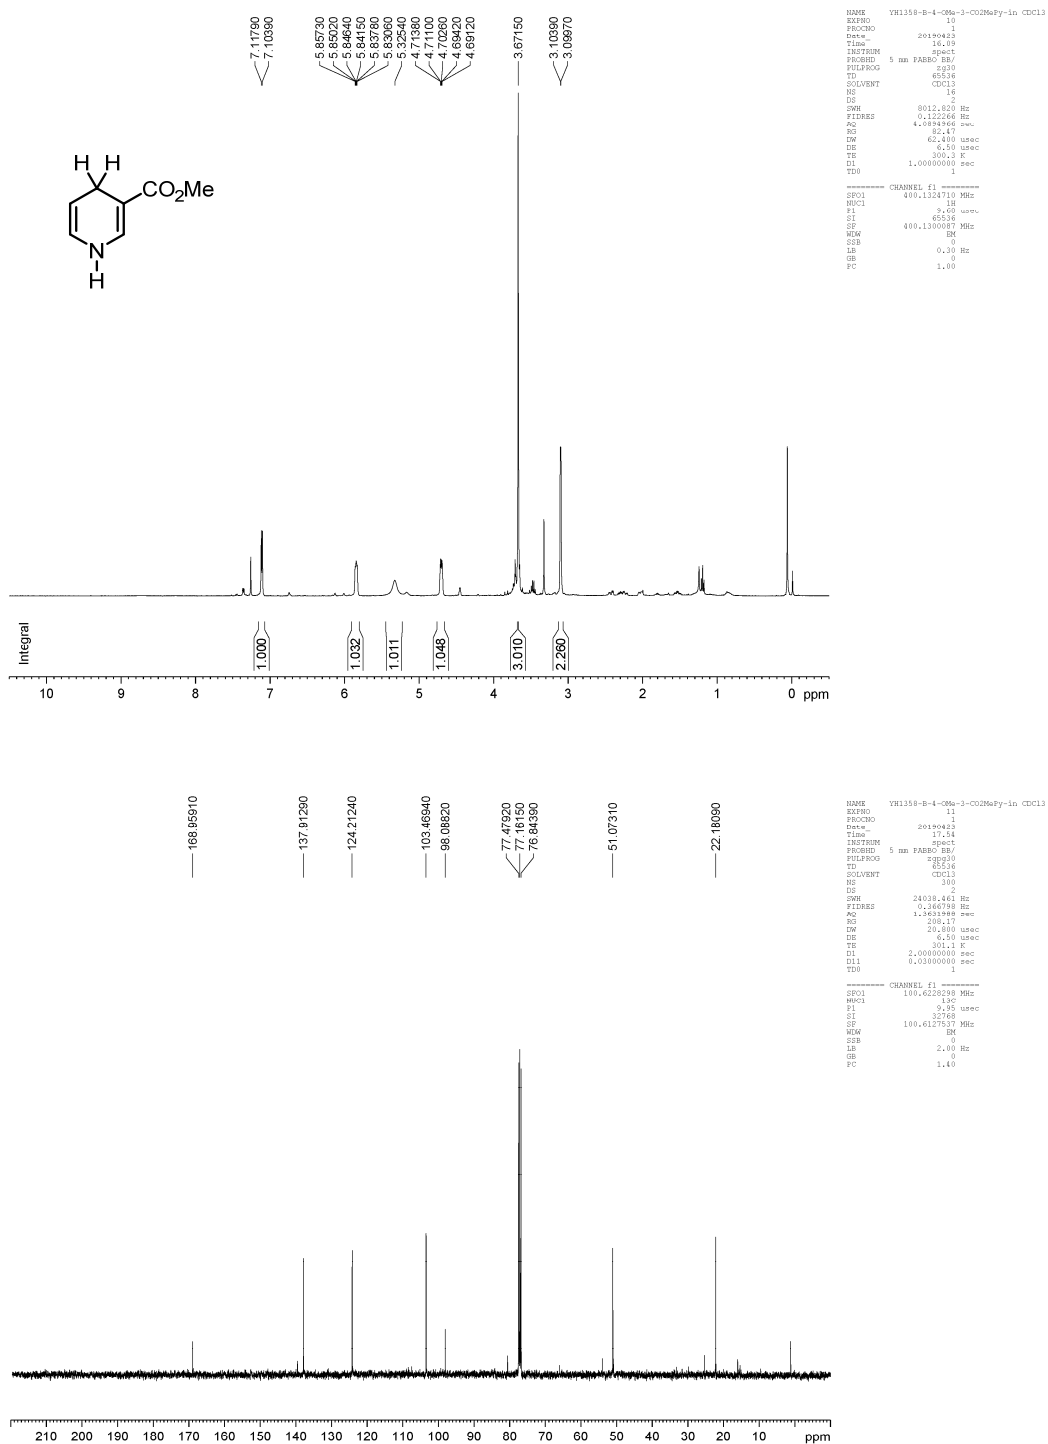 NAME YH1358-B-4-OMe-3-CO2MePy-in CDCl3
EXPNO 10
PROCNO 1
Date_ 20190423
Time 16.09
INSTRUM spect
PROBHD 5 mm PABBO BB/
PULPROG zg30
TD 65536
SOLVENT CDCl3
NS 16
DS 2
SWH 8012.820 Hz
FIDRES 0.122266 Hz
AQ 4.0894966 sec
RG 82.47
DW 62.400 usec
DE 6.50 usec
TE 300.3 K
D1 1.00000000 sec
TD0 1
======== CHANNEL f1 ========
SFO1 400.1324710 MHz
NUC1 1H
P1 9.60 usec
SI 65536
SF 400.1300087 MHz
WDW EM
SSB 0
LB 0.30 Hz
GB 0
PC 1.00
7.11790
7.10390
5.85730
5.85020
5.84640
5.84150
5.83780
5.83060
5.32540
4.71380
4.71100
4.70260
4.69420
4.69120
3.67150
3.10390
3.09970
H H
CO2Me
N
H
Integral
1.000
1.032
1.011
1.048
3.010
2.260
10 9 8 7 6 5 4 3 2 1 0 ppm
NAME YH1358-B-4-OMe-3-CO2MePy-in CDCl3
EXPNO 11
PROCNO 1
Date_ 20190423
Time 17.54
INSTRUM spect
PROBHD 5 mm PABBO BB/
PULPROG zgpg30
TD 65536
SOLVENT CDCl3
NS 300
DS 2
SWH 24038.461 Hz
FIDRES 0.366798 Hz
AQ 1.3631988 sec
RG 208.17
DW 20.800 usec
DE 6.50 usec
TE 301.1 K
D1 2.00000000 sec
D11 0.03000000 sec
TD0 1
======== CHANNEL f1 ========
SFO1 100.6228298 MHz
NUC1 13C
P1 9.95 usec
SI 32768
SF 100.6127537 MHz
WDW EM
SSB 0
LB 2.00 Hz
GB 0
PC 1.40
168.95910
137.91290
124.21240
103.46940
98.08820
77.47920
77.16150
76.84390
51.07310
22.18090
210 200 190 180 170 160 150 140 130 120 110 100 90 80 70 60 50 40 30 20 10 ppm